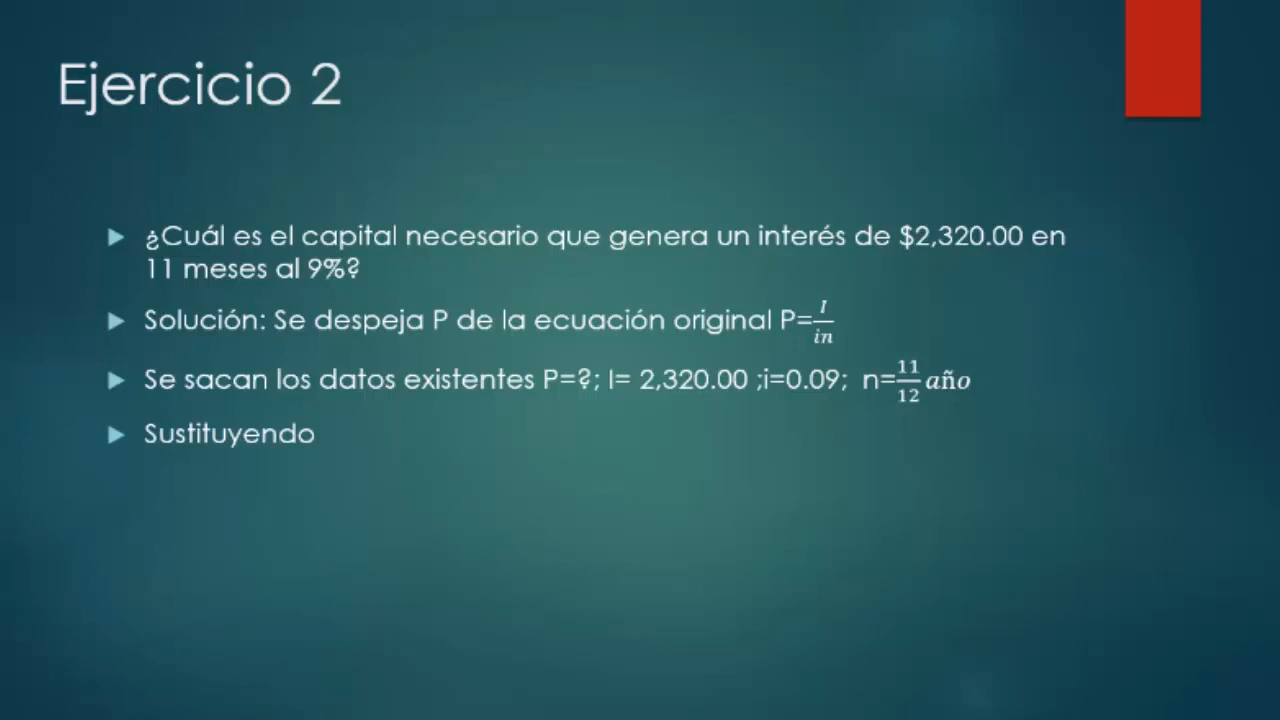 Ejercicio 2
¿Cuál es el capital necesario que genera un interés de $2,320.00 en
11 meses al 9%?
Solución: Se despeja P de la ecuación original P=I/in
Se sacan los datos existentes P=?; I= 2,320.00 ;i=0.09; n=11/12 año
Sustituyendo